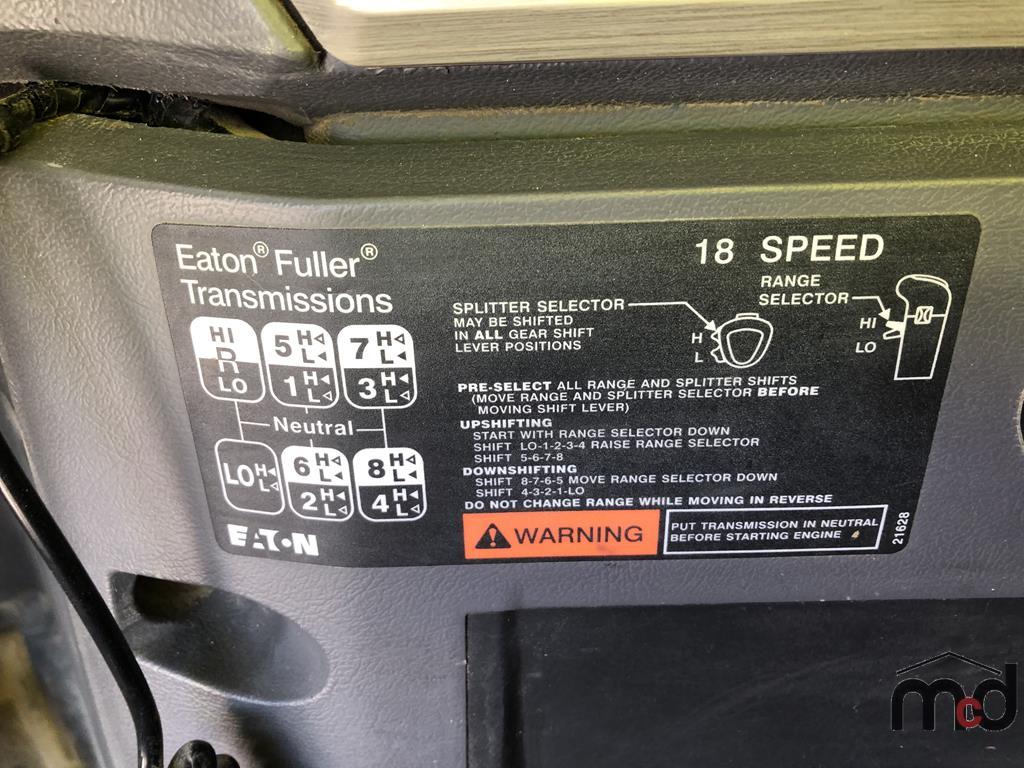 Eaton® Fuller®
Transmissions
18 SPEED
HI
R
LO
5 H◁
L◀
1 H◀
L◁
7 H◁
L◀
3 H◀
L◁
Neutral
LO H◀
L◁
6 H◁
L◀
2 H◀
L◁
8 H◁
L◀
4 H◀
L◁
EATON
SPLITTER SELECTOR
MAY BE SHIFTED
IN ALL GEAR SHIFT
LEVER POSITIONS
H
L
RANGE
SELECTOR
HI
LO
PRE-SELECT ALL RANGE AND SPLITTER SHIFTS
(MOVE RANGE AND SPLITTER SELECTOR BEFORE
MOVING SHIFT LEVER)
UPSHIFTING
START WITH RANGE SELECTOR DOWN
SHIFT LO-1-2-3-4 RAISE RANGE SELECTOR
SHIFT 5-6-7-8
DOWNSHIFTING
SHIFT 8-7-6-5 MOVE RANGE SELECTOR DOWN
SHIFT 4-3-2-1-LO
DO NOT CHANGE RANGE WHILE MOVING IN REVERSE
WARNING
PUT TRANSMISSION IN NEUTRAL
BEFORE STARTING ENGINE
21628
mcd